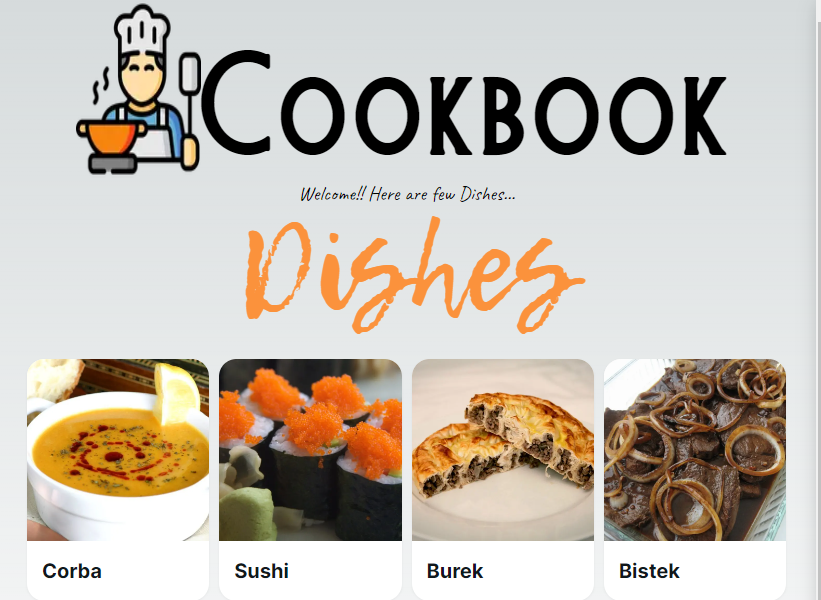 Cookbook
Welcome!! Here are few Dishes...
Dishes
Corba
Sushi
Burek
Bistek